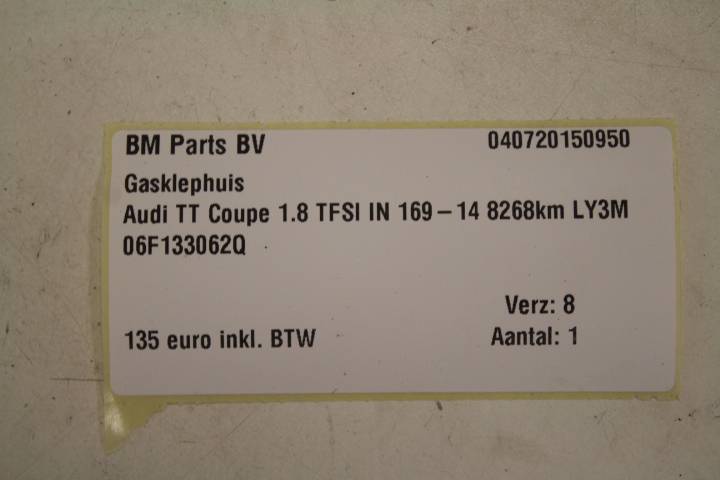 BM Parts BV 040720150950
Gasklephuis
Audi TT Coupe 1.8 TFSI IN 169-14 8268km LY3M
06F133062Q
Verz: 8
135 euro inkl. BTW Aantal: 1